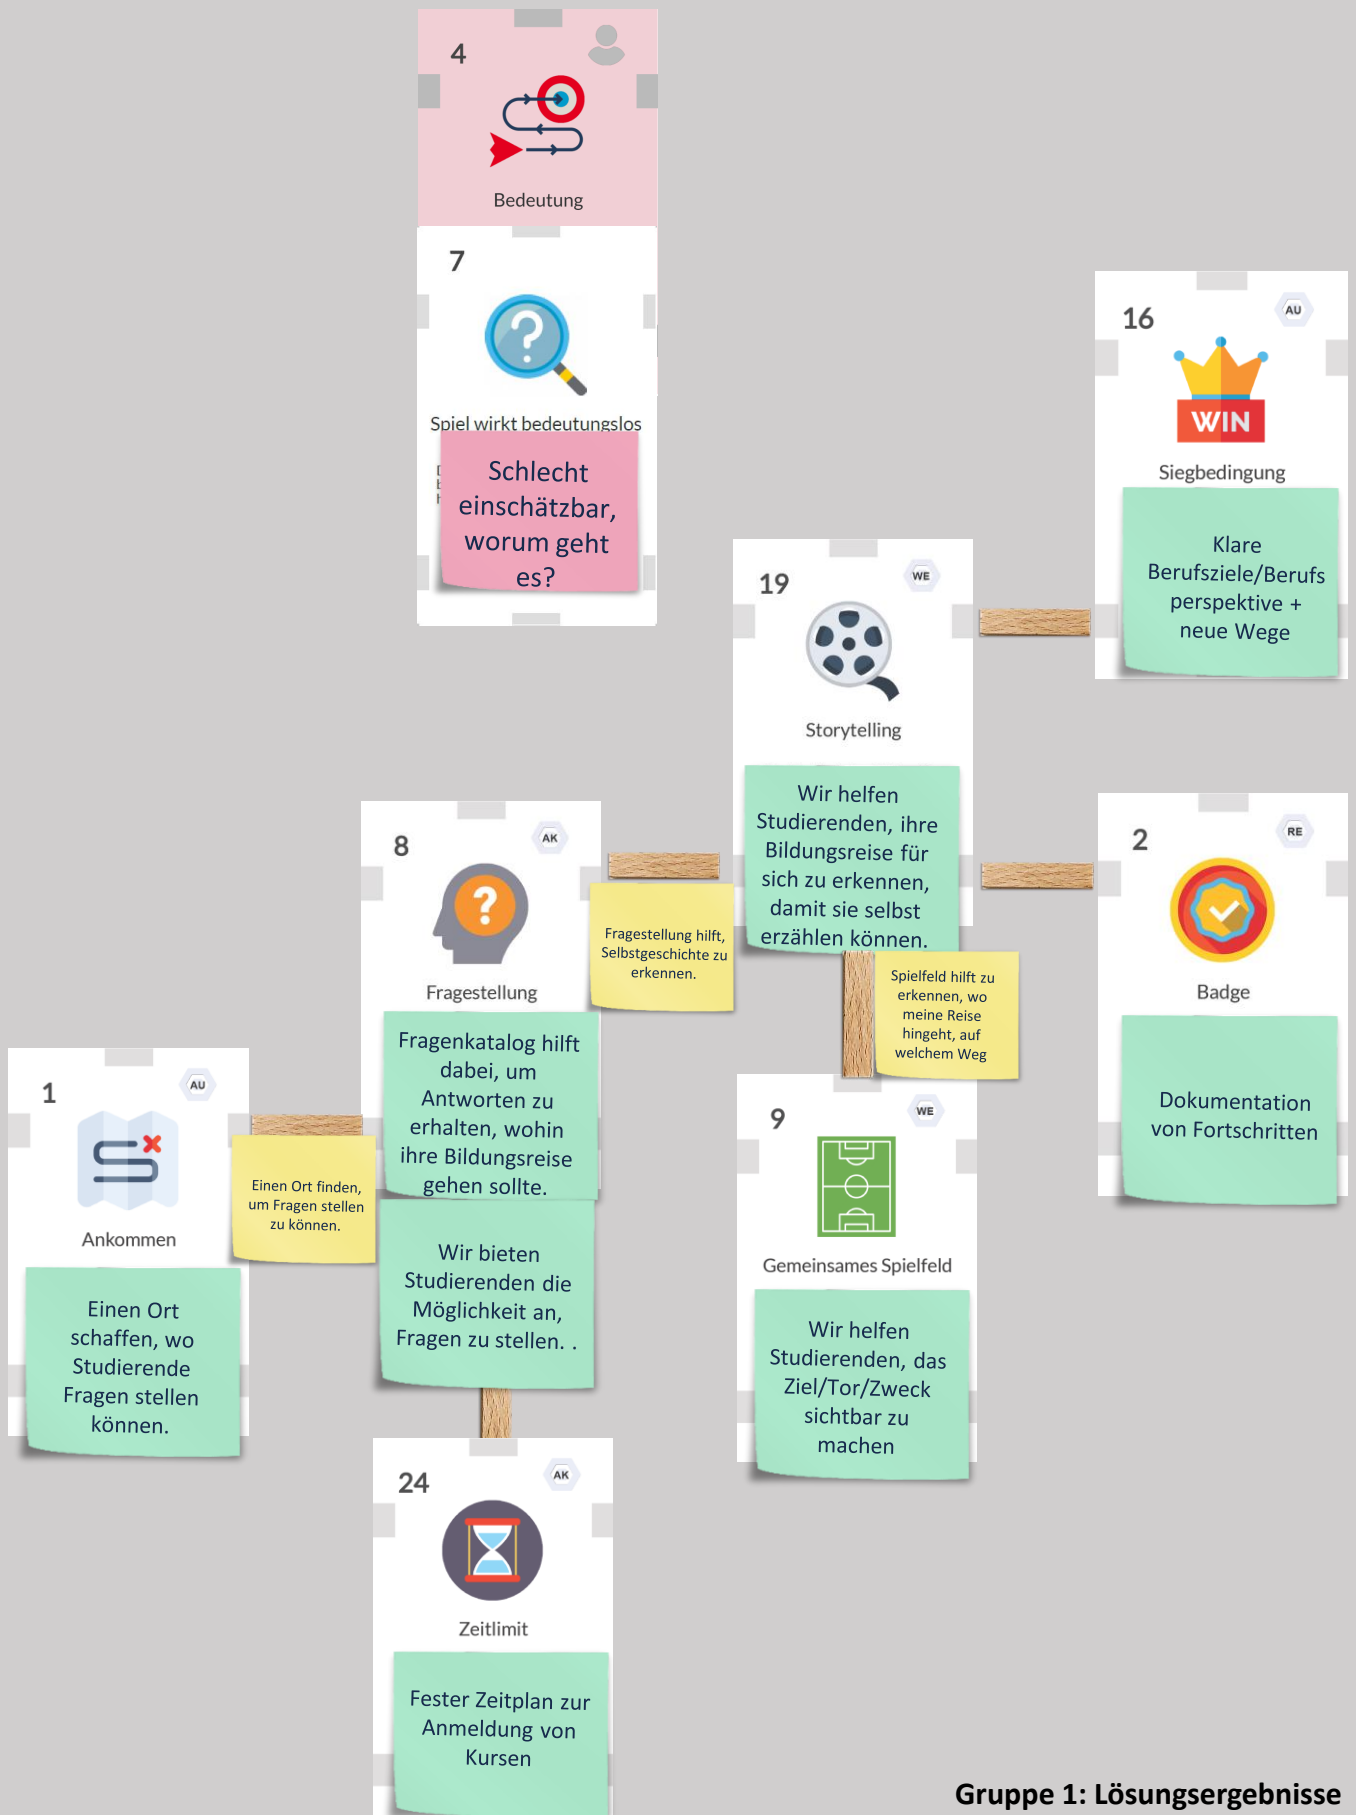 4
Bedeutung
7
?
Spiel wirkt bedeutungslos
Schlecht
einschätzbar,
worum geht
es?
16
AU
WIN
Siegbedingung
Klare
Berufsziele/Berufs
perspektive +
neue Wege
19
WE
Storytelling
Wir helfen
Studierenden, ihre
Bildungsreise für
sich zu erkennen,
damit sie selbst
erzählen können.
8
AK
?
Fragestellung
Fragenkatalog hilft
dabei, um
Antworten zu
erhalten, wohin
ihre Bildungsreise
gehen sollte.
Wir bieten
Studierenden die
Möglichkeit an,
Fragen zu stellen. .
Fragestellung hilft,
Selbstgeschichte zu
erkennen.
2
RE
Badge
Dokumentation
von Fortschritten
Spielfeld hilft zu
erkennen, wo
meine Reise
hingeht, auf
welchem Weg
1
AU
Ankommen
Einen Ort
schaffen, wo
Studierende
Fragen stellen
können.
Einen Ort finden,
um Fragen stellen
zu können.
9
WE
Gemeinsames Spielfeld
Wir helfen
Studierenden, das
Ziel/Tor/Zweck
sichtbar zu
machen
24
AK
Zeitlimit
Fester Zeitplan zur
Anmeldung von
Kursen
Gruppe 1: Lösungsergebnisse